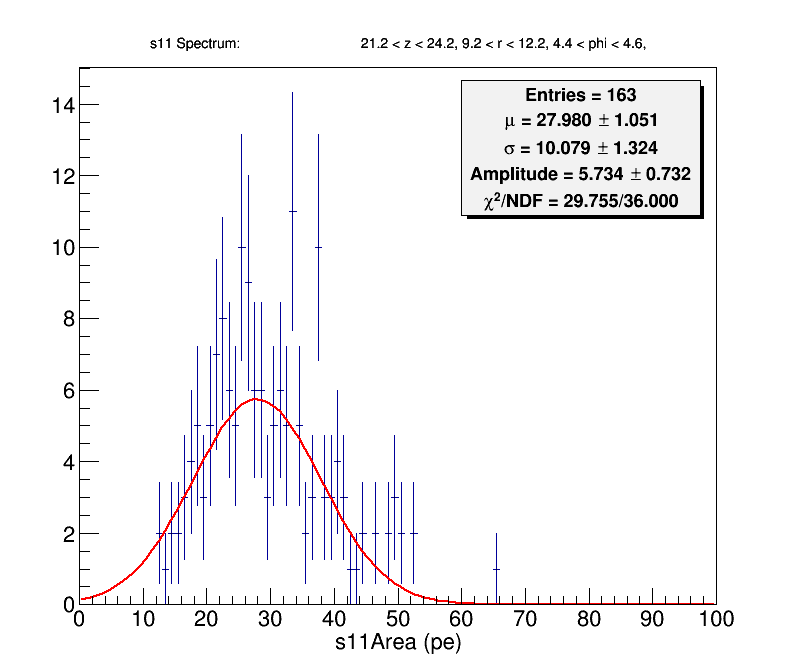 s11 Spectrum: 21.2 < z < 24.2, 9.2 < r < 12.2, 4.4 < phi < 4.6,
Entries = 163
μ = 27.980 ± 1.051
σ = 10.079 ± 1.324
Amplitude = 5.734 ± 0.732
χ²/NDF = 29.755/36.000
14
12
10
8
6
4
2
0
0 10 20 30 40 50 60 70 80 90 100
s11Area (pe)